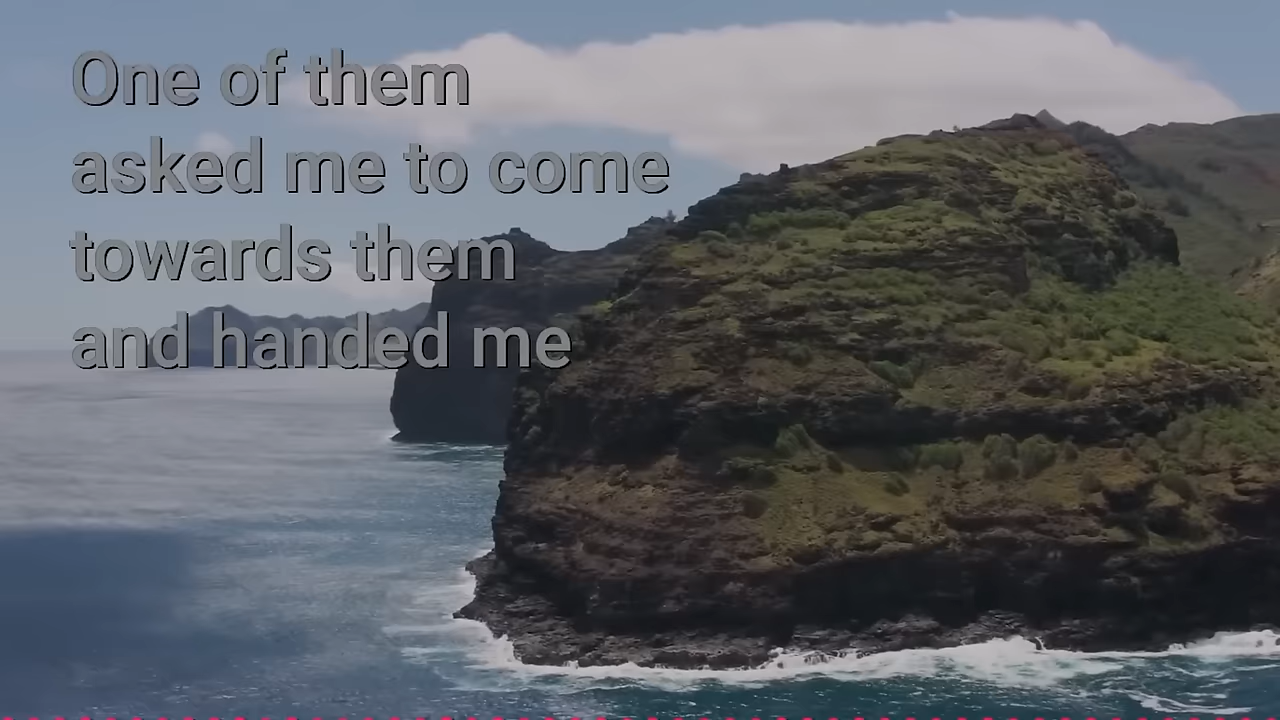 One of them
asked me to come
towards them
and handed me